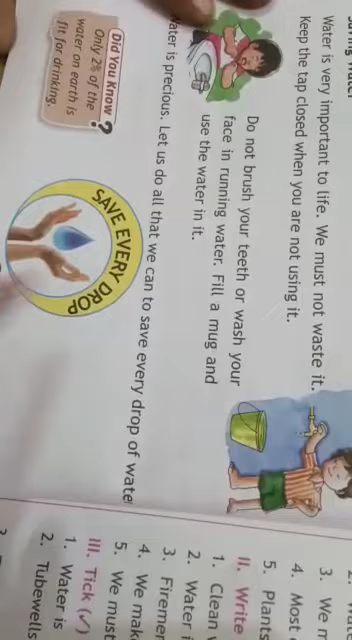 Water is very important to life. We must not waste it.
Keep the tap closed when you are not using it.
Do not brush your teeth or wash your
face in running water. Fill a mug and
use the water in it.
Water is precious. Let us do all that we can to save every drop of wate
Did You Know ?
Only 2% of the
water on earth is
fit for drinking.
SAVE EVERY DROP
3. We m
4. Most
5. Plant
II. Write
1. Clean
2. Water i
3. Firemen
4. We mak
5. We must
III. Tick (✓)
1. Water is
2. Tubewells